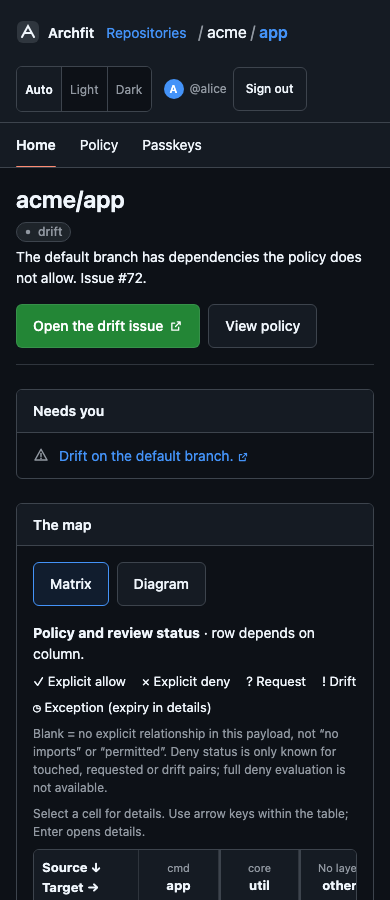 Archfit Repositories / acme / app
Auto Light Dark A @alice Sign out
Home Policy Passkeys
acme/app
• drift
The default branch has dependencies the policy does
not allow. Issue #72.
Open the drift issue View policy
Needs you
Drift on the default branch.
The map
Matrix Diagram
Policy and review status · row depends on
column.
✓ Explicit allow × Explicit deny ? Request ! Drift
◷ Exception (expiry in details)
Blank = no explicit relationship in this payload, not “no
imports” or “permitted”. Deny status is only known for
touched, requested or drift pairs; full deny evaluation is
not available.
Select a cell for details. Use arrow keys within the table;
Enter opens details.
Source ↓ cmd core No laye
Target → app util other